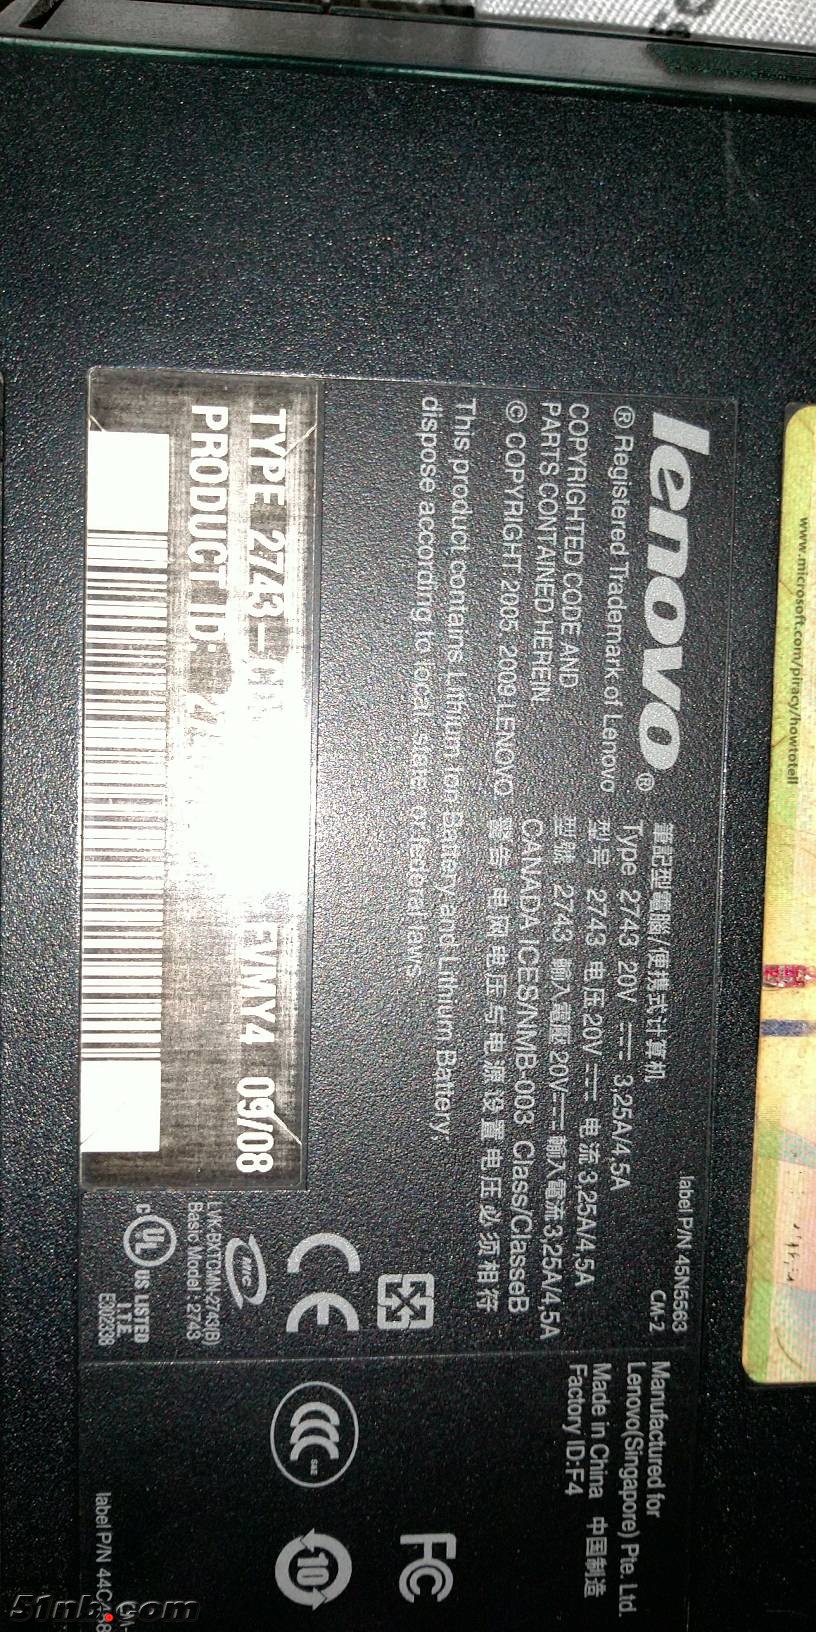 lenovo®
® Registered Trademark of Lenovo
COPYRIGHTED CODE AND
PARTS CONTAINED HEREIN.
© COPYRIGHT 2005, 2009 LENOVO
This product contains Lithium Ion Battery and Lithium Battery;
dispose according to local, state, or federal laws.
筆記型電腦/便携式计算机
Type 2743 20V ⎓ 3.25A/4.5A
型号 2743 电压20V ⎓ 电流 3.25A/4.5A
型號 2743 輸入電壓 20V⎓ 輸入電流3.25A/4.5A
CANADA ICES/NMB-003 Class/ClasseB
警告 电网电压与电源设置电压必须相符
label P/N 45N5563
CM-2
Manufactured for
Lenovo(Singapore) Pte. Ltd.
Made in China 中国制造
Factory ID:F4
TYPE 2743-
EVMY4 09/08
PRODUCT ID:
CE
Basic Model : 2743
C UL US LISTED
I.T.E.
E302338
CCC
FC
10
label P/N
www.microsoft.com/piracy/howtotell
51nb.com